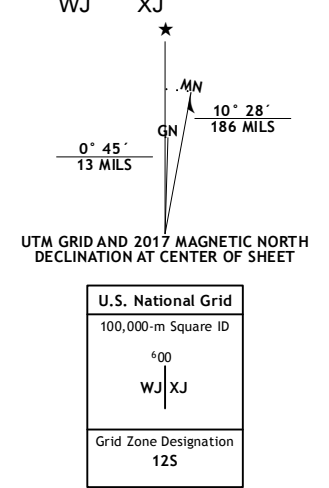 WJ XJ
★
MN
GN
10° 28´
186 MILS
0° 45´
13 MILS
UTM GRID AND 2017 MAGNETIC NORTH
DECLINATION AT CENTER OF SHEET
U.S. National Grid
100,000-m Square ID
⁶00
WJ XJ
Grid Zone Designation
12S